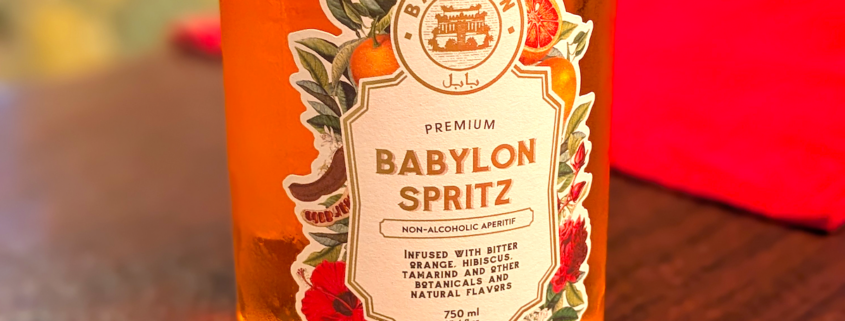 BABYLON
بابل
PREMIUM
BABYLON
SPRITZ
NON-ALCOHOLIC APERITIF
INFUSED WITH BITTER
ORANGE, HIBISCUS,
TAMARIND AND OTHER
BOTANICALS AND
NATURAL FLAVORS
750 ml